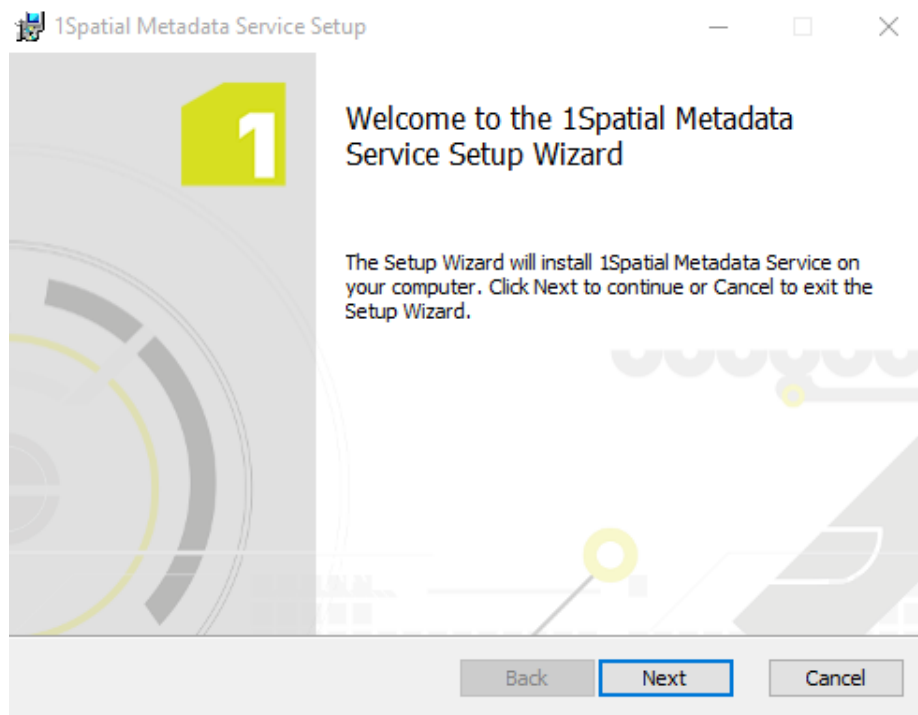 1Spatial Metadata Service Setup
1
Welcome to the 1Spatial Metadata
Service Setup Wizard
The Setup Wizard will install 1Spatial Metadata Service on
your computer. Click Next to continue or Cancel to exit the
Setup Wizard.
Back Next Cancel